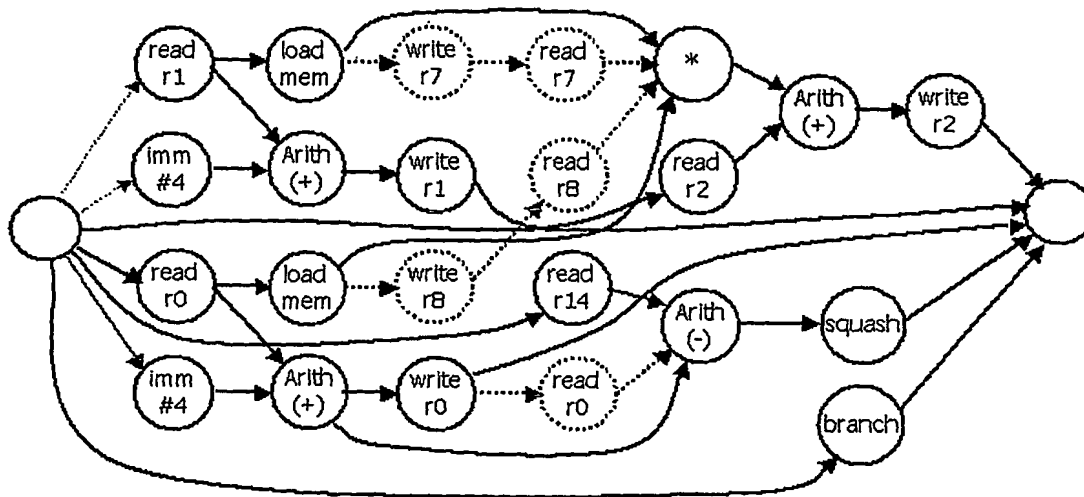 read
r1
load
mem
write
r7
read
r7
*
Arith
(+)
write
r2
imm
#4
Arith
(+)
write
r1
read
r8
read
r2
read
r0
load
mem
write
r8
read
r14
Arith
(-)
squash
imm
#4
Arith
(+)
write
r0
read
r0
branch